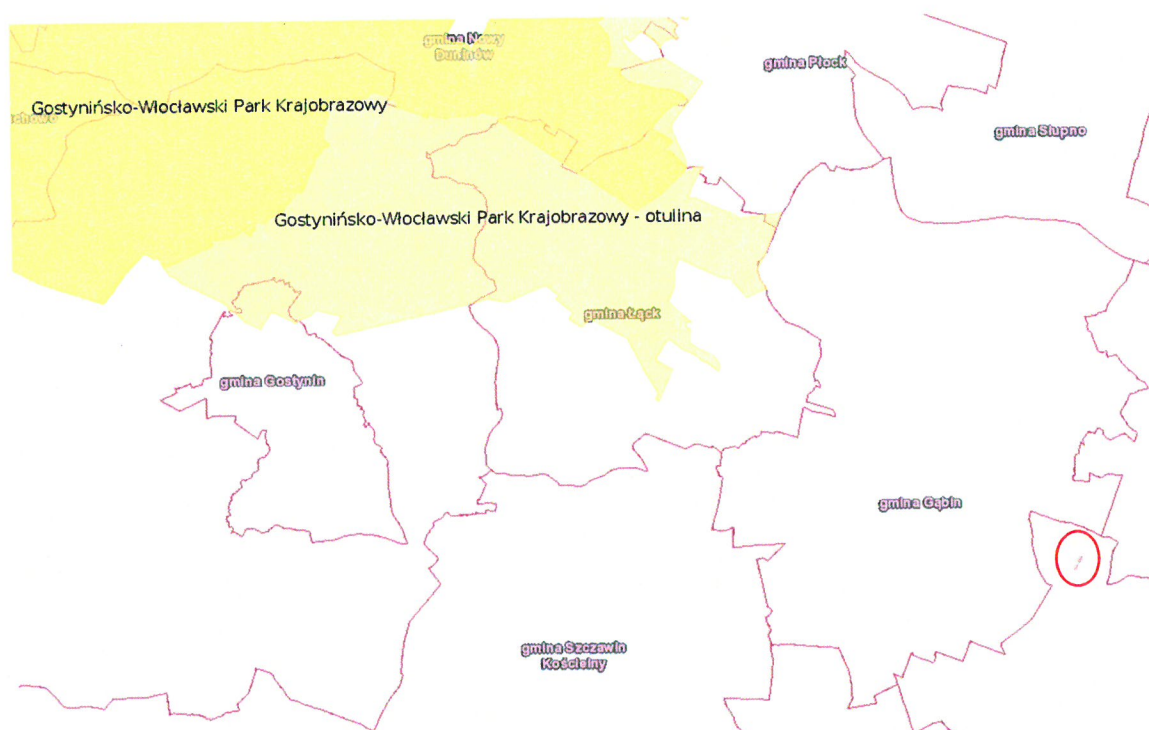 gmina Nowy
Duninów
gmina Płock
Gostynińsko-Włocławski Park Krajobrazowy
chowo
gmina Słupno
Gostynińsko-Włocławski Park Krajobrazowy - otulina
gmina Łąck
gmina Gostynin
gmina Gąbin
gmina Szczawin
Kościelny